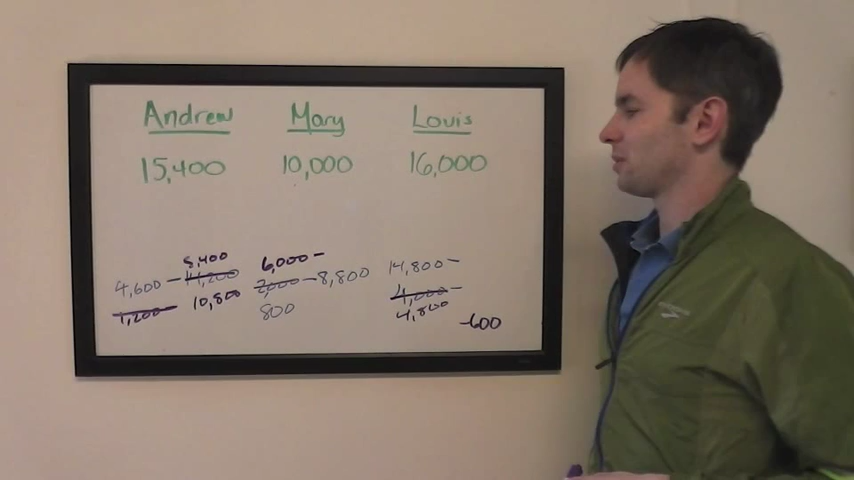 Andrew Mary Louis
15,400 10,000 16,000
5,400 6,000 -
4,600 - 11,200 2,000 - 8,800 14,800 -
1,200 10,800 800 4,000 -
4,800
-600